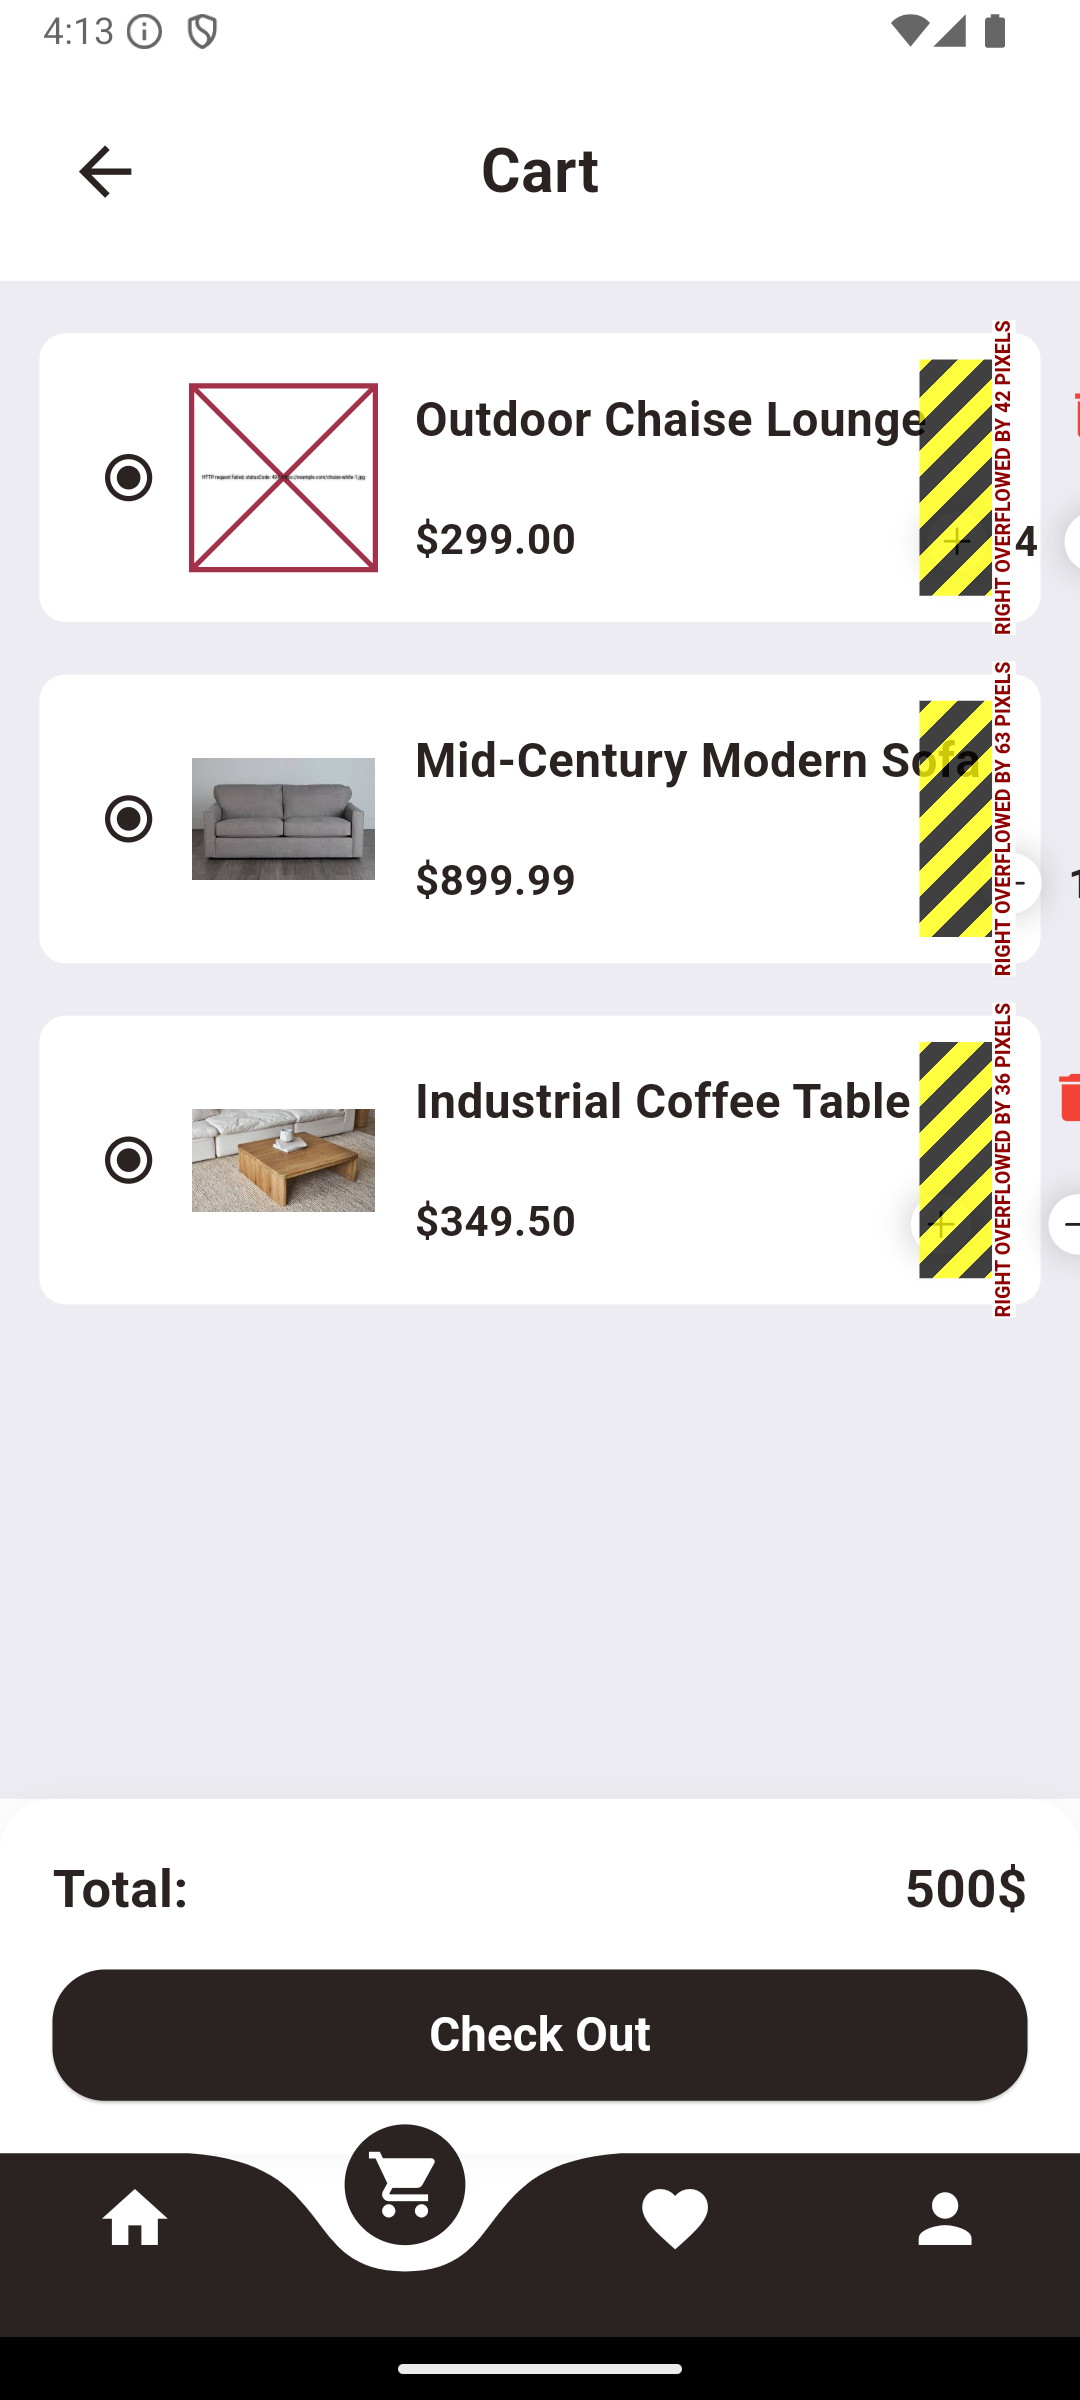 4:13
Cart
Outdoor Chaise Lounge
$299.00
4
RIGHT OVERFLOWED BY 42 PIXELS
Mid-Century Modern Sofa
$899.99
1
RIGHT OVERFLOWED BY 63 PIXELS
Industrial Coffee Table
$349.50
RIGHT OVERFLOWED BY 36 PIXELS
Total:
500$
Check Out